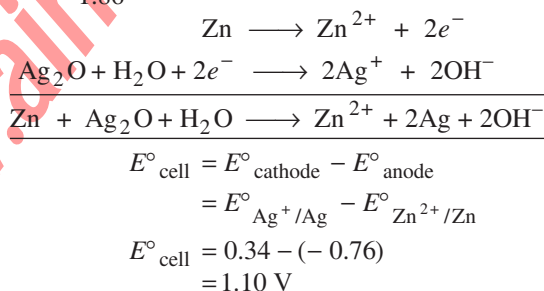 1.86
Zn ⟶ Zn²⁺ + 2e⁻
Ag₂O + H₂O + 2e⁻ ⟶ 2Ag⁺ + 2OH⁻
Zn + Ag₂O + H₂O ⟶ Zn²⁺ + 2Ag + 2OH⁻
E°cell = E°cathode − E°anode
= E°Ag⁺/Ag − E°Zn²⁺/Zn
E°cell = 0.34 − (− 0.76)
= 1.10 V